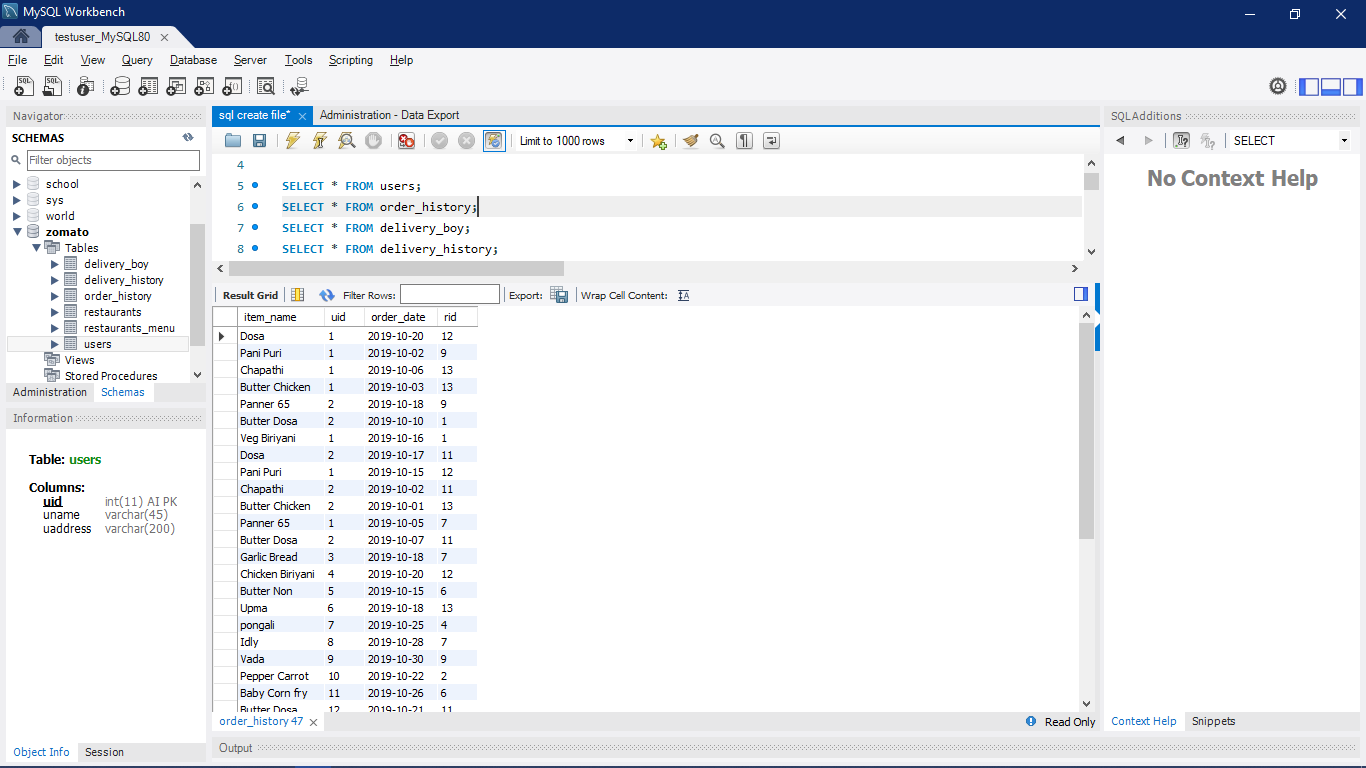 MySQL Workbench
testuser_MySQL80
File Edit View Query Database Server Tools Scripting Help
Navigator
SCHEMAS
Filter objects
school
sys
world
zomato
Tables
delivery_boy
delivery_history
order_history
restaurants
restaurants_menu
users
Views
Stored Procedures
Administration Schemas
Information
Table: users
Columns:
uid int(11) AI PK
uname varchar(45)
uaddress varchar(200)
Object Info Session
sql create file* Administration - Data Export
Limit to 1000 rows
4
5 SELECT * FROM users;
6 SELECT * FROM order_history;
7 SELECT * FROM delivery_boy;
8 SELECT * FROM delivery_history;
Result Grid Filter Rows: Export: Wrap Cell Content:
item_name uid order_date rid
Dosa 1 2019-10-20 12
Pani Puri 1 2019-10-02 9
Chapathi 1 2019-10-06 13
Butter Chicken 1 2019-10-03 13
Panner 65 2 2019-10-18 9
Butter Dosa 2 2019-10-10 1
Veg Biriyani 1 2019-10-16 1
Dosa 2 2019-10-17 11
Pani Puri 1 2019-10-15 12
Chapathi 2 2019-10-02 11
Butter Chicken 2 2019-10-01 13
Panner 65 1 2019-10-05 7
Butter Dosa 2 2019-10-07 11
Garlic Bread 3 2019-10-18 7
Chicken Biriyani 4 2019-10-20 12
Butter Non 5 2019-10-15 6
Upma 6 2019-10-18 13
pongali 7 2019-10-25 4
Idly 8 2019-10-28 7
Vada 9 2019-10-30 9
Pepper Carrot 10 2019-10-22 2
Baby Corn fry 11 2019-10-26 6
Butter Dosa 12 2019-10-21 11
order_history 47
Read Only
Output
SQLAdditions
SELECT
No Context Help
Context Help Snippets